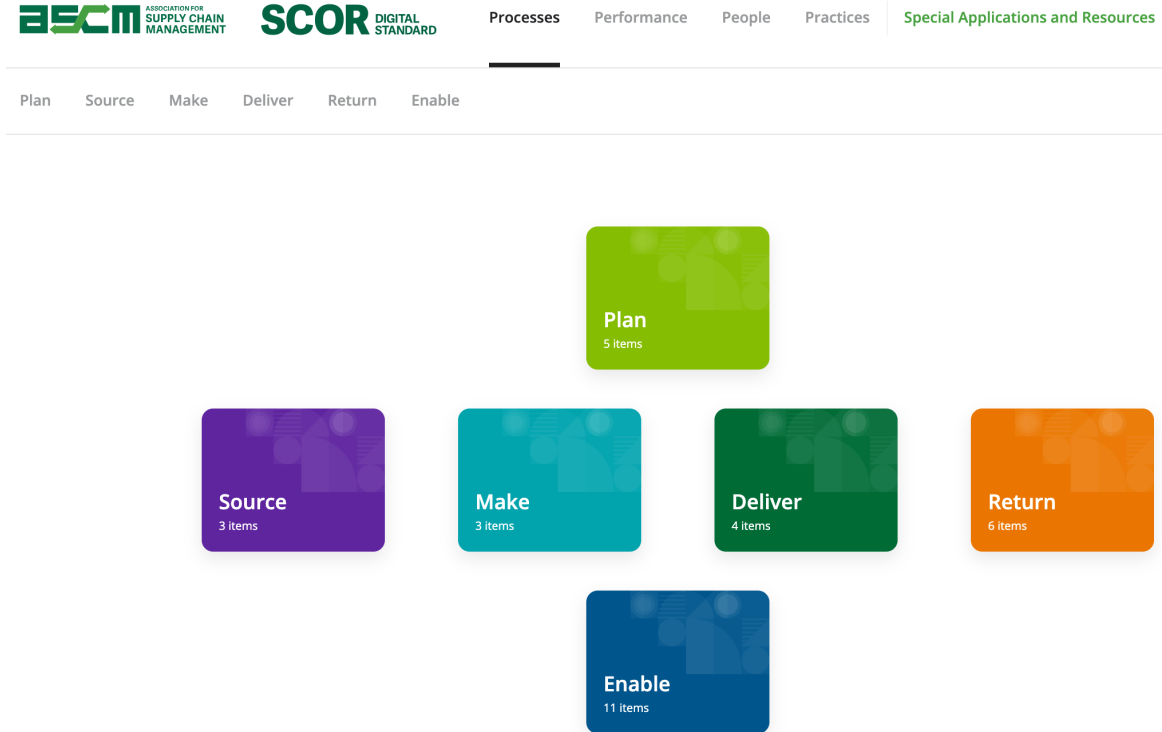 ascm ASSOCIATION FOR SUPPLY CHAIN MANAGEMENT
SCOR DIGITAL STANDARD
Processes Performance People Practices Special Applications and Resources
Plan Source Make Deliver Return Enable
Plan
5 items
Source
3 items
Make
3 items
Deliver
4 items
Return
6 items
Enable
11 items